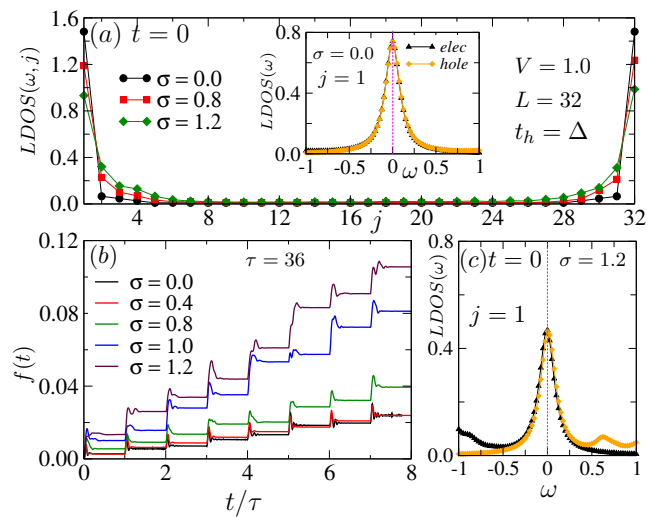 (a) t = 0
LDOS(ω, j)
1.6
1.2
0.8
0.4
0.0
σ = 0.0
σ = 0.8
σ = 1.2
4
8
12
16
20
24
28
32
j
LDOS(ω)
0.8
0.4
0.0
σ = 0.0
j = 1
elec
hole
-1
-0.5
0
0.5
1
ω
V = 1.0
L = 32
t_h = Δ
(b)
τ = 36
f(t)
0.12
0.08
0.04
0.00
σ = 0.0
σ = 0.4
σ = 0.8
σ = 1.0
σ = 1.2
0
2
4
6
8
t/τ
(c) t = 0
σ = 1.2
LDOS(ω)
0.8
0.4
0.0
j = 1
-1
-0.5
0
0.5
1
ω